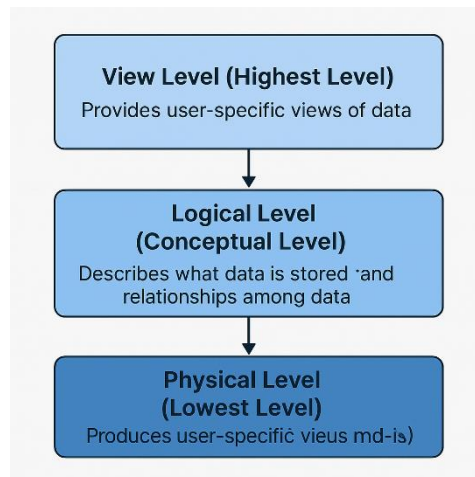 View Level (Highest Level)
Provides user-specific views of data
Logical Level
(Conceptual Level)
Describes what data is stored and
relationships among data
Physical Level
(Lowest Level)
Produces user-specific